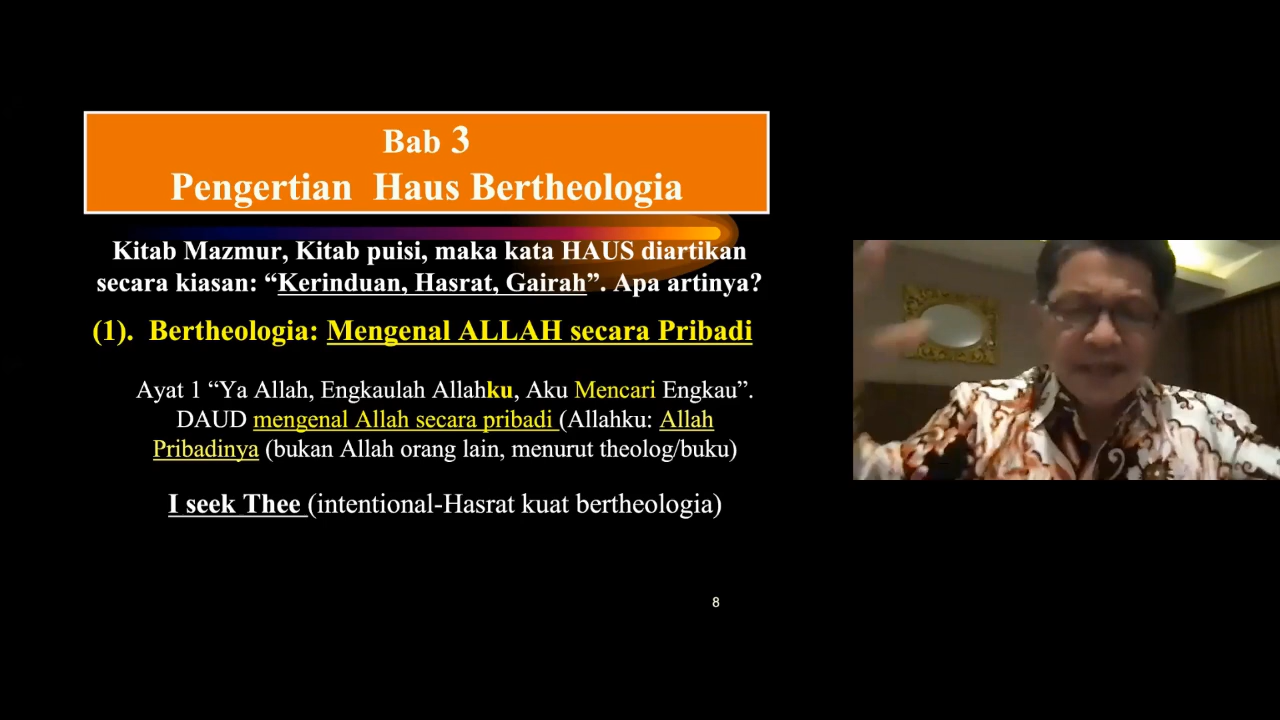 Bab 3
Pengertian Haus Bertheologia
Kitab Mazmur, Kitab puisi, maka kata HAUS diartikan
secara kiasan: “Kerinduan, Hasrat, Gairah”. Apa artinya?
(1). Bertheologia: Mengenal ALLAH secara Pribadi
Ayat 1 “Ya Allah, Engkaulah Allahku, Aku Mencari Engkau”.
DAUD mengenal Allah secara pribadi (Allahku: Allah
Pribadinya (bukan Allah orang lain, menurut theolog/buku)
I seek Thee (intentional-Hasrat kuat bertheologia)
8